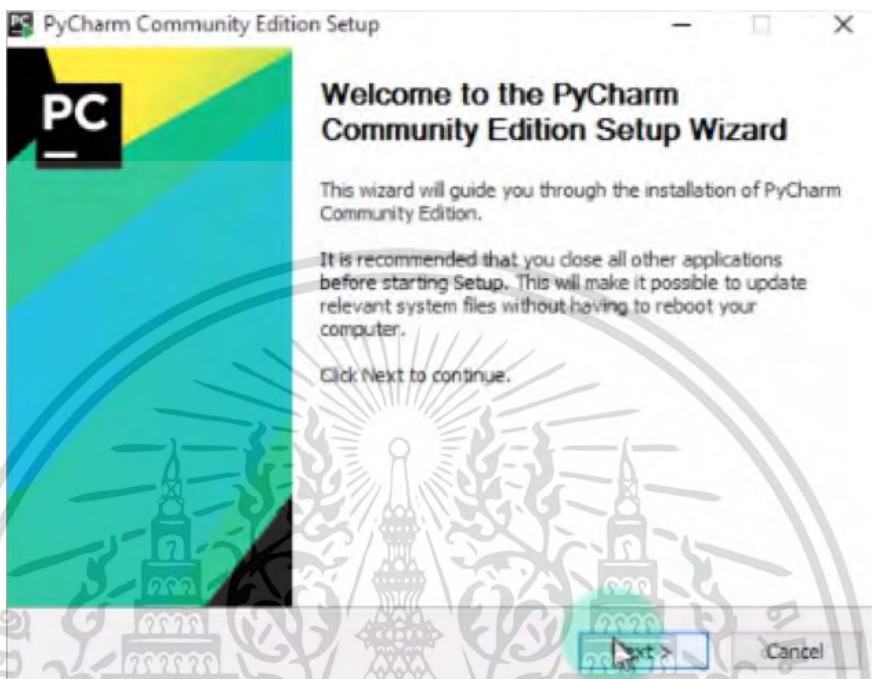 PyCharm Community Edition Setup
PC
Welcome to the PyCharm
Community Edition Setup Wizard
This wizard will guide you through the installation of PyCharm
Community Edition.
It is recommended that you close all other applications
before starting Setup. This will make it possible to update
relevant system files without having to reboot your
computer.
Click Next to continue.
Next >
Cancel